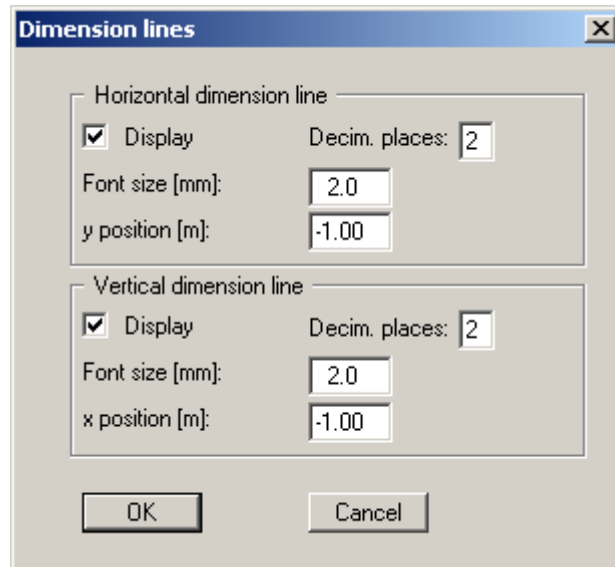 Dimension lines
Horizontal dimension line
Display Decim. places: 2
Font size [mm]: 2.0
y position [m]: -1.00
Vertical dimension line
Display Decim. places: 2
Font size [mm]: 2.0
x position [m]: -1.00
OK Cancel